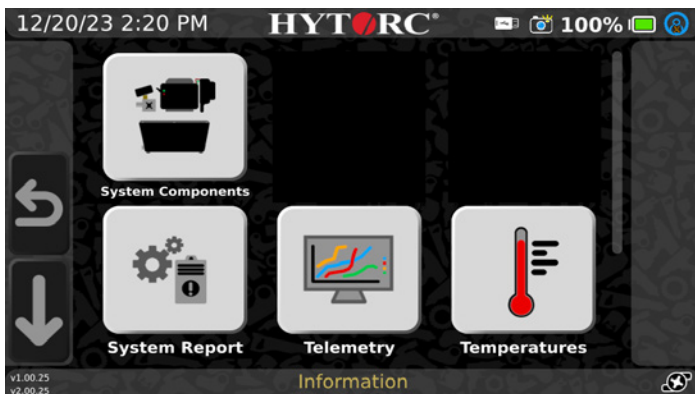 12/20/23 2:20 PM HYTORC® 100%
System Components
System Report Telemetry Temperatures
v1.00.25
v2.00.25
Information